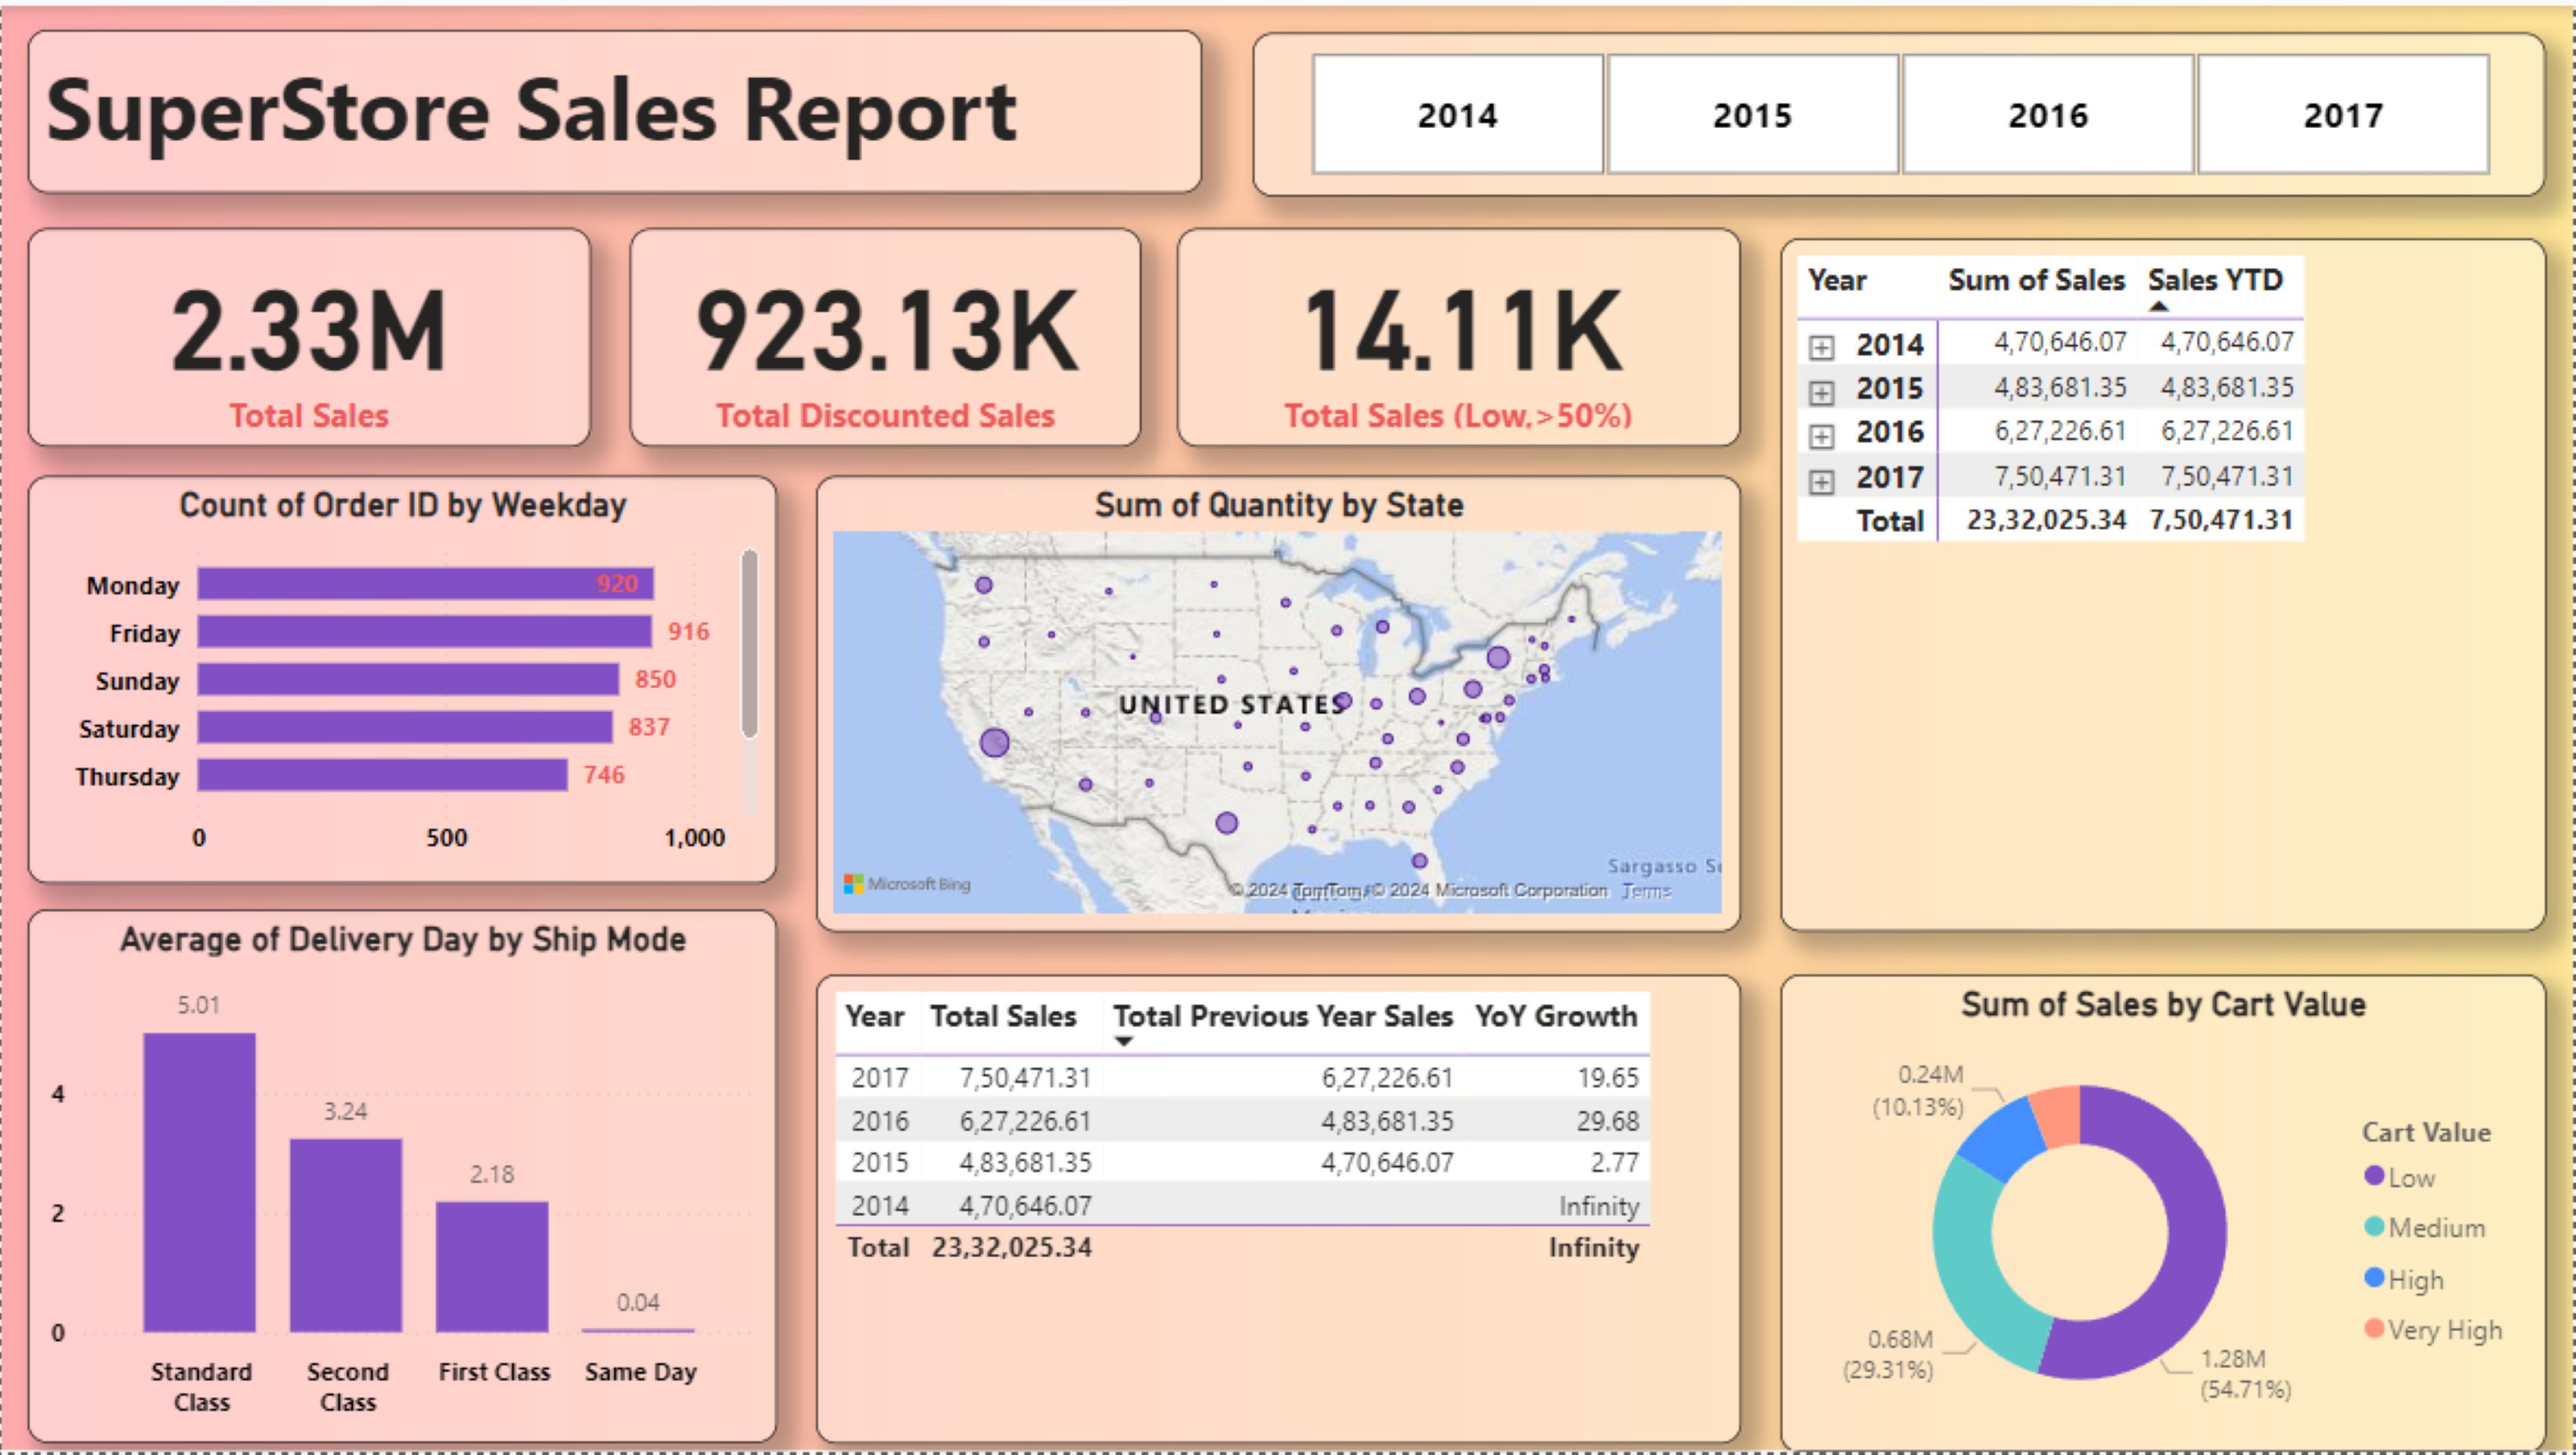 SuperStore Sales Report
2014 2015 2016 2017
2.33M
Total Sales
923.13K
Total Discounted Sales
14.11K
Total Sales (Low,>50%)
Year Sum of Sales Sales YTD
2014 4,70,646.07 4,70,646.07
2015 4,83,681.35 4,83,681.35
2016 6,27,226.61 6,27,226.61
2017 7,50,471.31 7,50,471.31
Total 23,32,025.34 7,50,471.31
Count of Order ID by Weekday
Monday 920
Friday 916
Sunday 850
Saturday 837
Thursday 746
0 500 1,000
Sum of Quantity by State
UNITED STATES
Sargasso
Microsoft Bing
© 2024 TomTom, © 2024 Microsoft Corporation Terms
Average of Delivery Day by Ship Mode
5.01
3.24
2.18
0.04
4
2
0
Standard Class
Second Class
First Class
Same Day
Year Total Sales Total Previous Year Sales YoY Growth
2017 7,50,471.31 6,27,226.61 19.65
2016 6,27,226.61 4,83,681.35 29.68
2015 4,83,681.35 4,70,646.07 2.77
2014 4,70,646.07 Infinity
Total 23,32,025.34 Infinity
Sum of Sales by Cart Value
0.24M
(10.13%)
0.68M
(29.31%)
1.28M
(54.71%)
Cart Value
Low
Medium
High
Very High